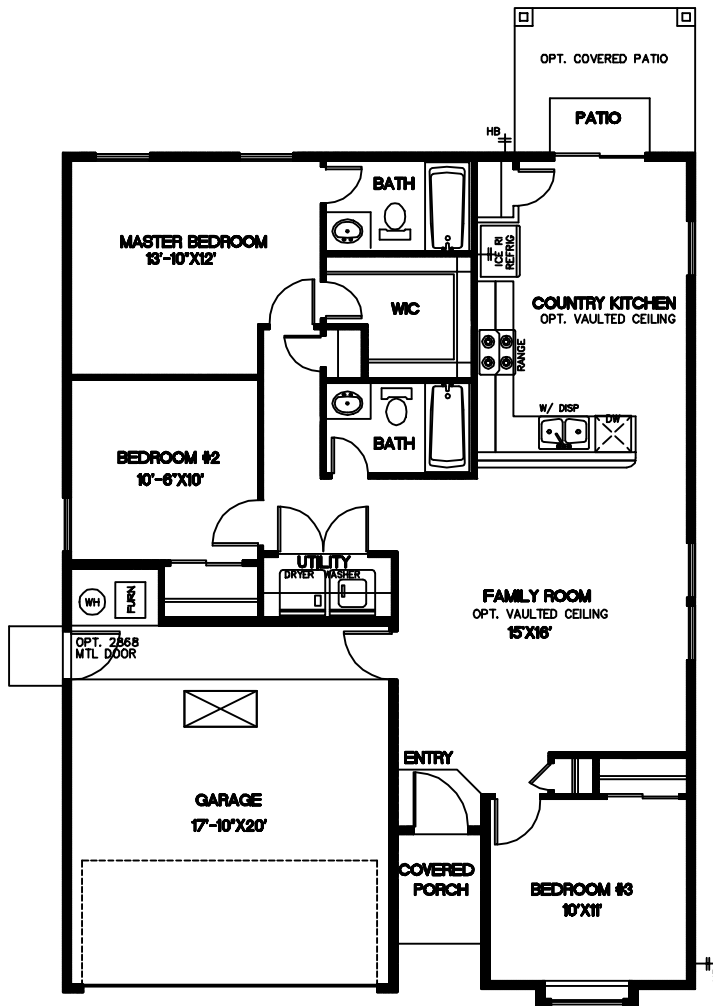 OPT. COVERED PATIO
PATIO
HB
BATH
MASTER BEDROOM
13'-10"X12'
ICE RI
REFRIG
WIC
COUNTRY KITCHEN
OPT. VAULTED CEILING
RANGE
W/ DISP
DW
BATH
BEDROOM #2
10'-6"X10'
UTILITY
DRYER WASHER
WH
FURN
FAMILY ROOM
OPT. VAULTED CEILING
15'X16'
OPT. 2868
MTL DOOR
ENTRY
GARAGE
17'-10"X20'
COVERED
PORCH
BEDROOM #3
10'X11'